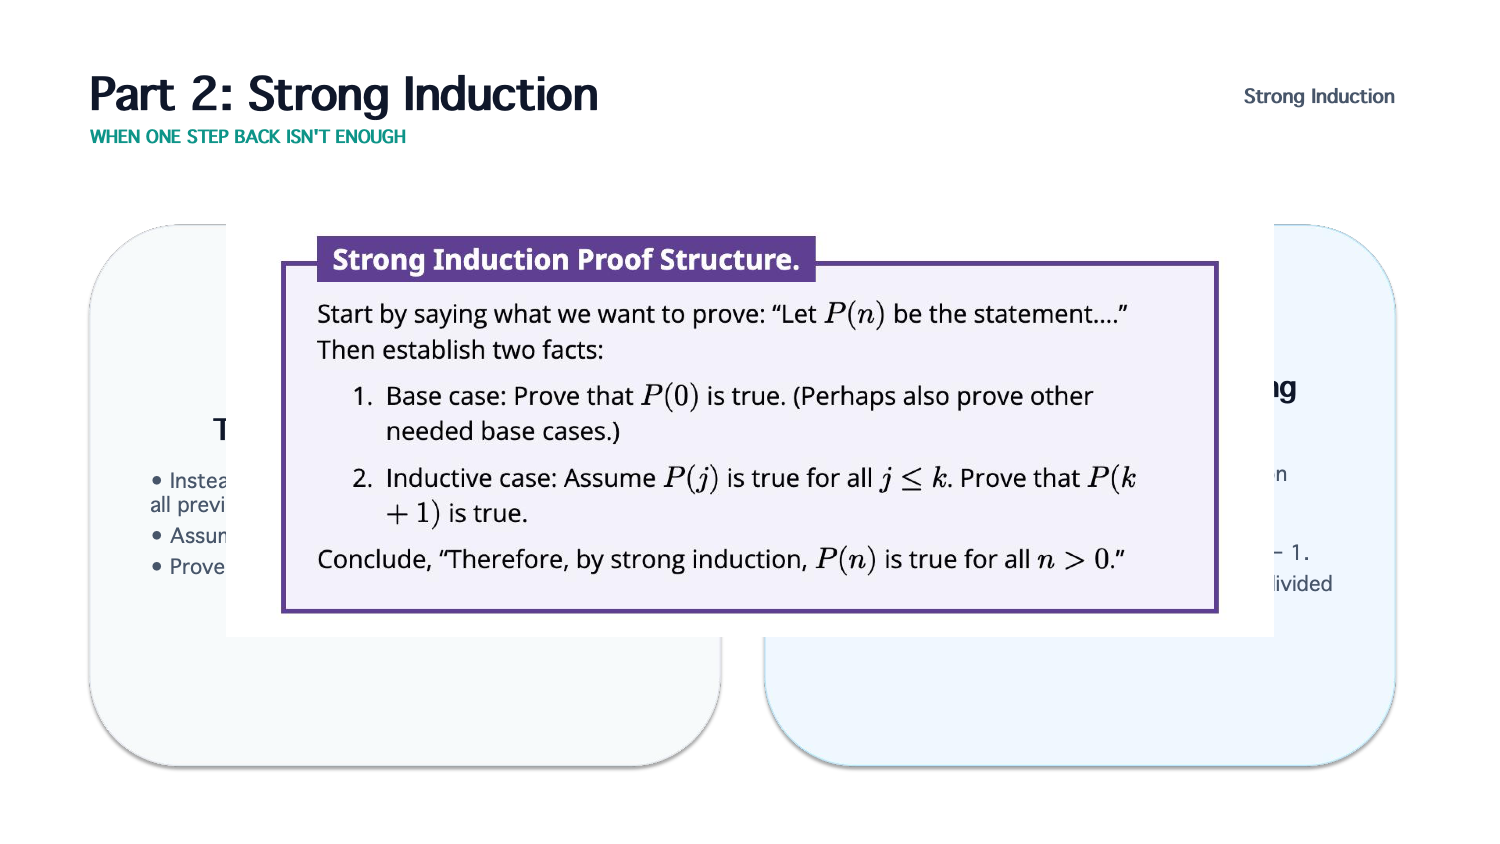 Part 2: Strong Induction
Strong Induction
WHEN ONE STEP BACK ISN'T ENOUGH
Strong Induction Proof Structure.
Start by saying what we want to prove: “Let P(n) be the statement....”
Then establish two facts:
1. Base case: Prove that P(0) is true. (Perhaps also prove other
needed base cases.)
2. Inductive case: Assume P(j) is true for all j ≤ k. Prove that P(k
+ 1) is true.
Conclude, “Therefore, by strong induction, P(n) is true for all n > 0.”
• Prove
− 1.